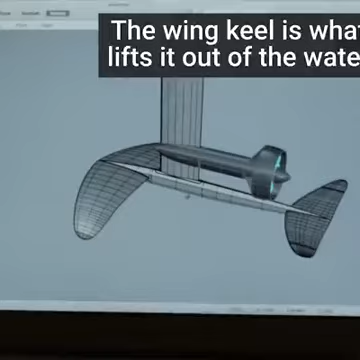 The wing keel is what
lifts it out of the wate